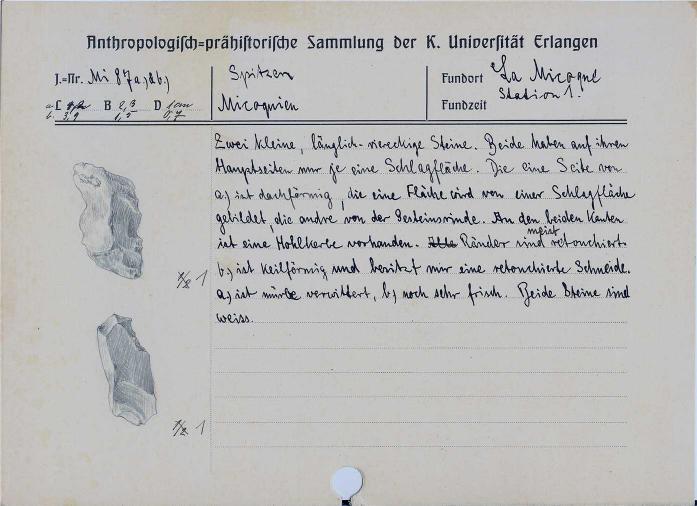 Anthropologisch=prähistorische Sammlung der K. Universität Erlangen
J.=Nr. Mi 87a,)&b.)
Spitzen
Fundort La Micoque
Station 1.
a. L B 2,3 D 1 cm
Micoquien
Fundzeit
b. 3,9 1,5 0,7
Zwei kleine, länglich-viereckige Steine. Beide haben auf ihren
Hauptseiten nur je eine Schlagfläche. Die eine Seite von
a.) ist dachförmig, die eine Fläche wird von einer Schlagfläche
gebildet, die andre von der Gesteinsrinde. An den beiden Kanten
ist eine Hohlkerbe vorhanden. Alle Ränder sind meist retouchiert.
b.) ist keilförmig und besitzt nur eine retouchierte Schneide.
a.) ist mürbe verwittert, b.) noch sehr frisch. Beide Steine sind
weiss.
1/2 1
1/2 1